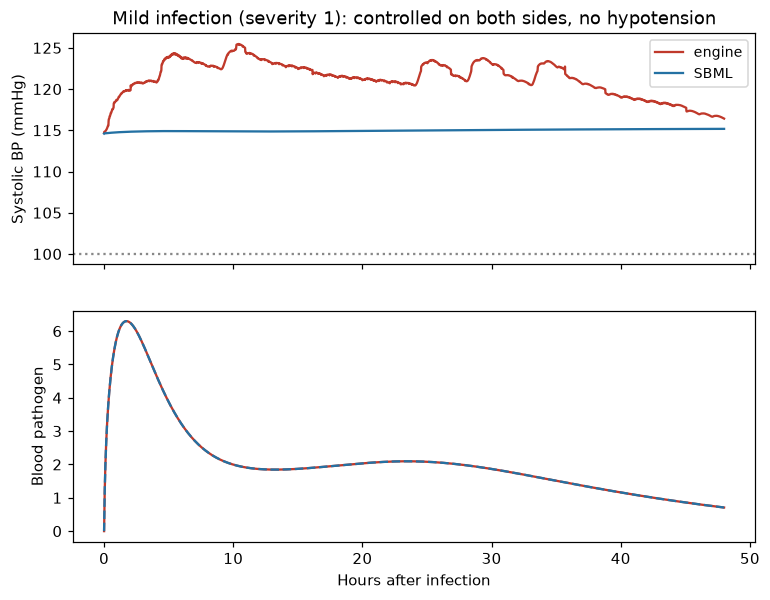 Mild infection (severity 1): controlled on both sides, no hypotension
engine
SBML
Systolic BP (mmHg)
125
120
115
110
105
100
Blood pathogen
6
5
4
3
2
1
0
0 10 20 30 40 50
Hours after infection